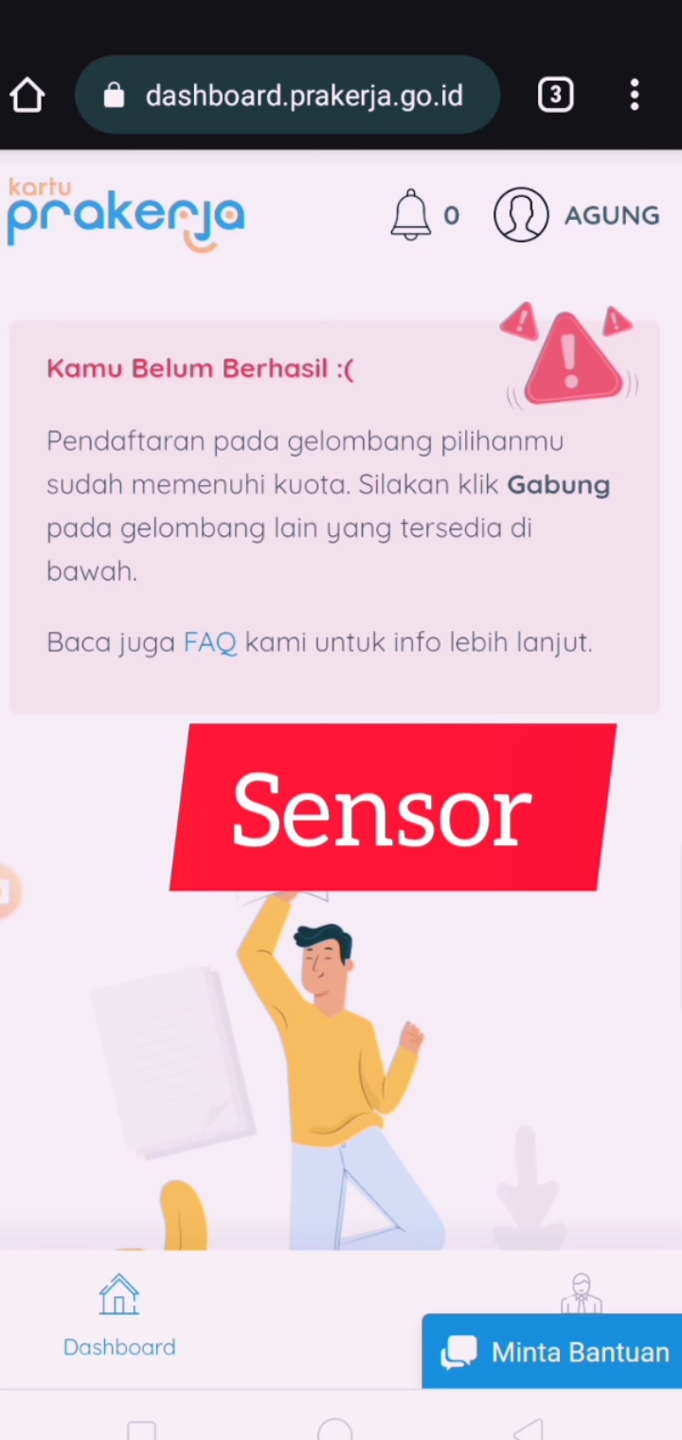 dashboard.prakerja.go.id
3
kartu
prakerja
0
AGUNG
Kamu Belum Berhasil :(
Pendaftaran pada gelombang pilihanmu
sudah memenuhi kuota. Silakan klik Gabung
pada gelombang lain yang tersedia di
bawah.
Baca juga FAQ kami untuk info lebih lanjut.
Sensor
Dashboard
Minta Bantuan